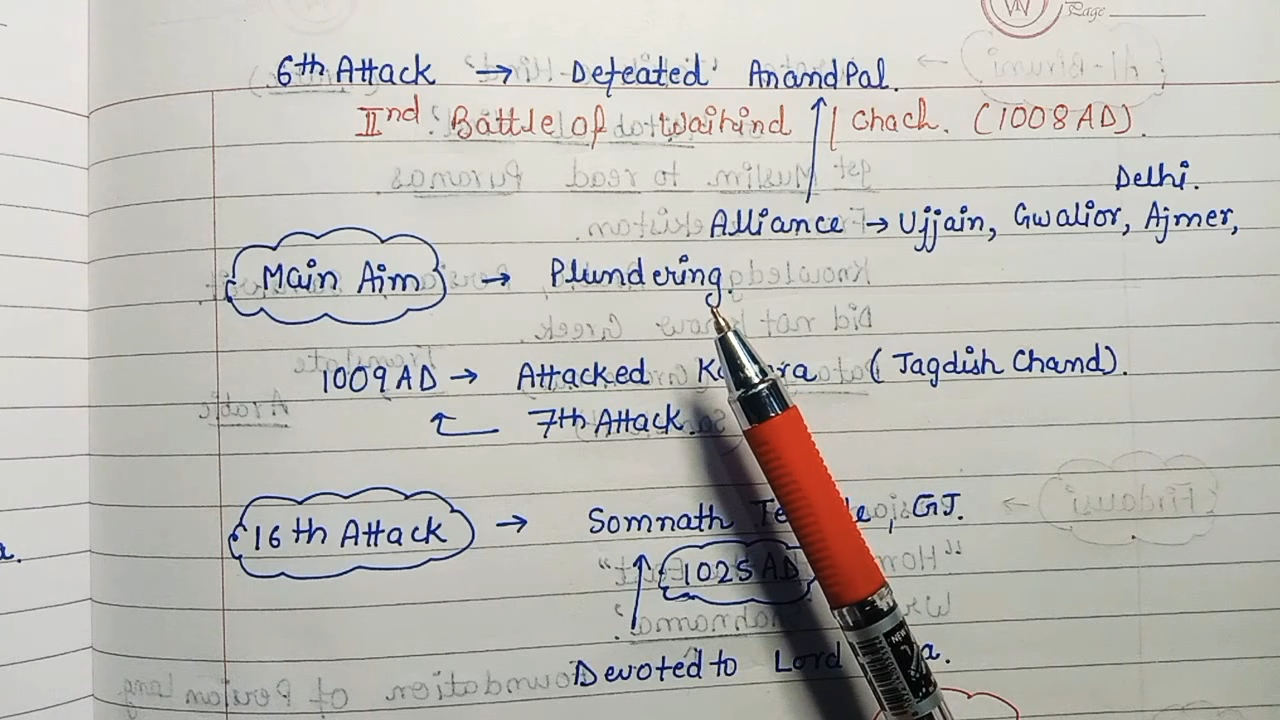 Page
6th Attack → Defeated AnandPal.
IInd Battle of Waihind / Chach. (1008 AD).
Delhi.
Alliance → Ujjain, Gwalior, Ajmer,
Main Aim → Plundering.
1009 AD → Attacked (Jagdish Chand).
7th Attack.
16th Attack → Somnath , GJ.
1025 AD
Devoted to Lord